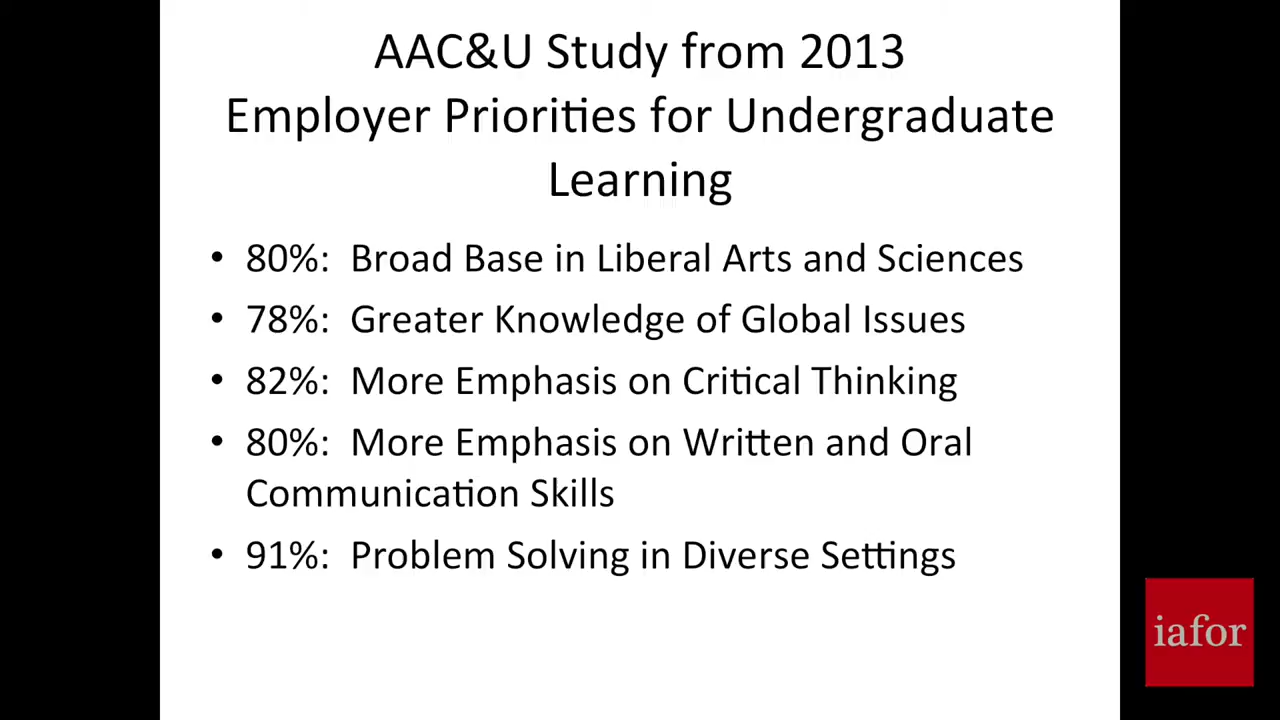 AAC&U Study from 2013
Employer Priorities for Undergraduate
Learning
• 80%: Broad Base in Liberal Arts and Sciences
• 78%: Greater Knowledge of Global Issues
• 82%: More Emphasis on Critical Thinking
• 80%: More Emphasis on Written and Oral
Communication Skills
• 91%: Problem Solving in Diverse Settings
iafor